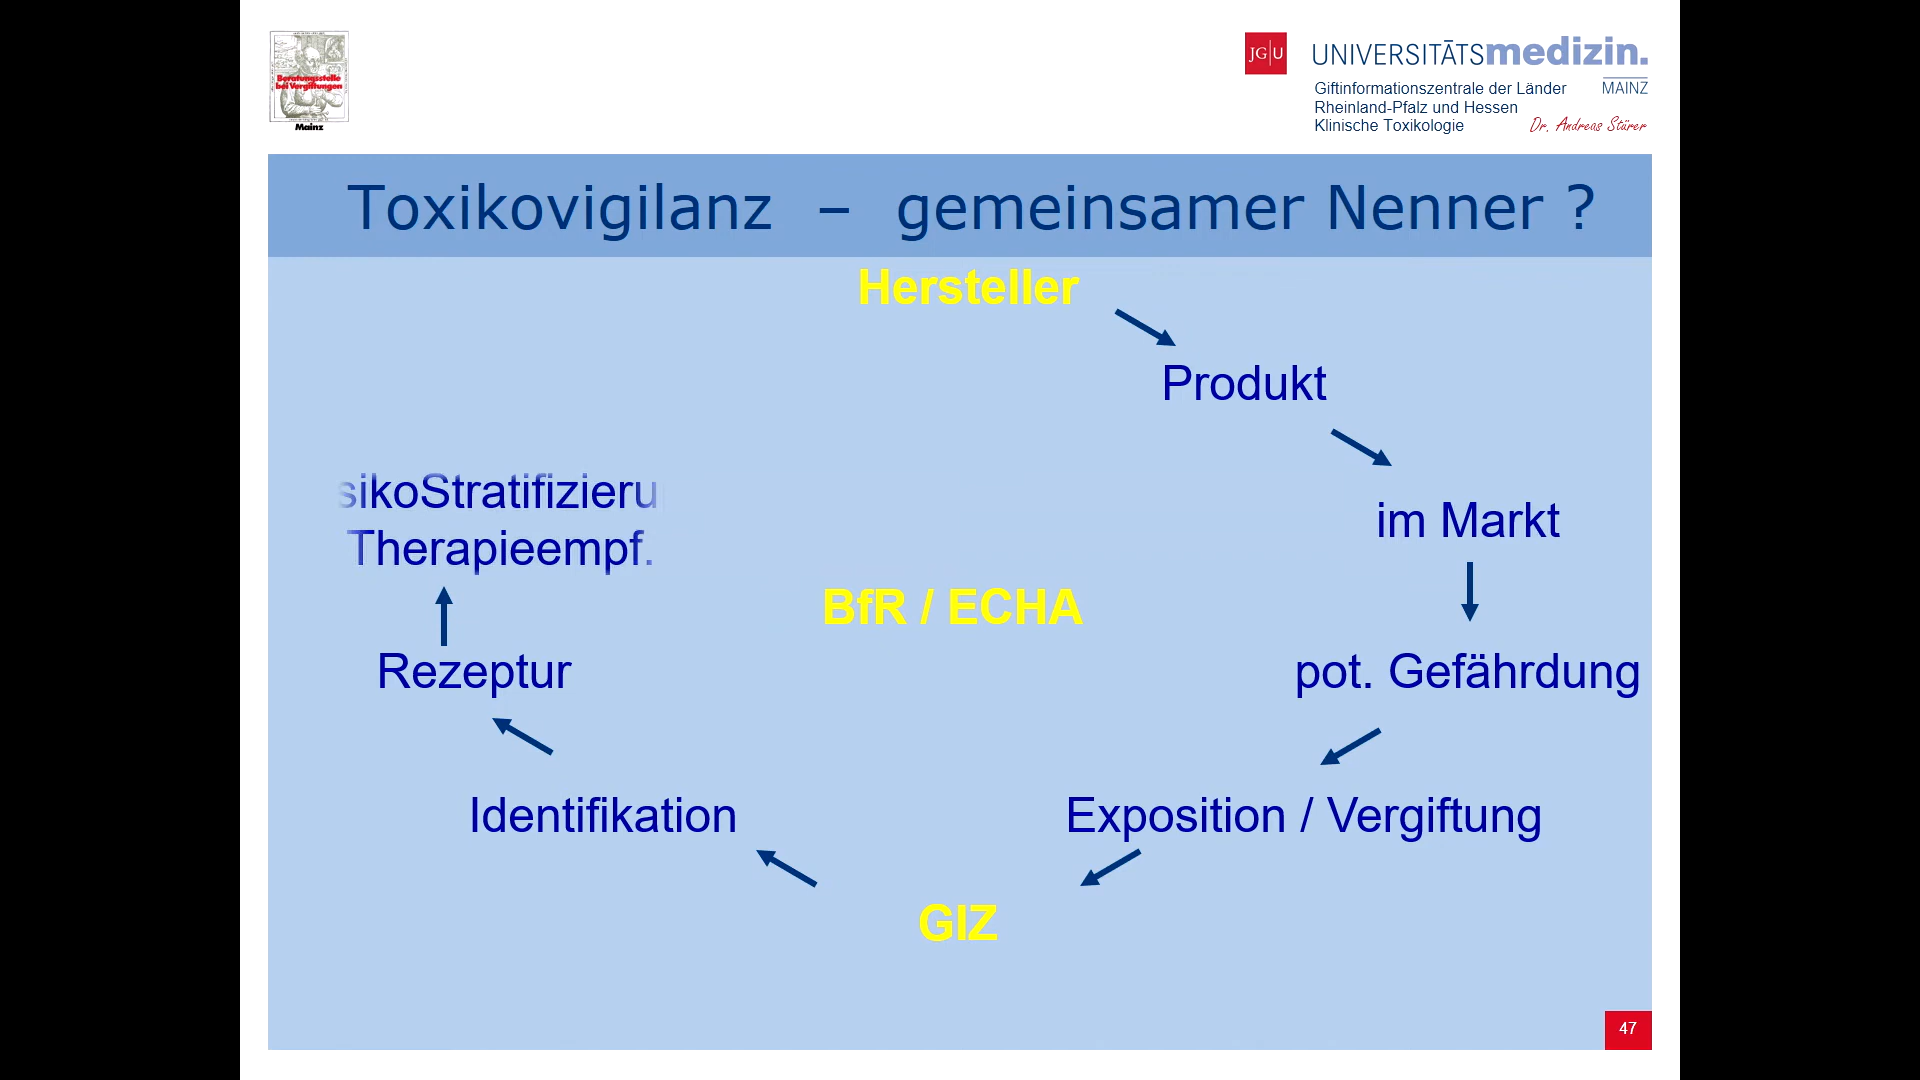 Beratungsstelle
bei Vergiftungen
Mainz
JG|U
UNIVERSITĀTSmedizin.
MAINZ
Giftinformationszentrale der Länder
Rheinland-Pfalz und Hessen
Klinische Toxikologie
Dr. Andreas Stürer
Toxikovigilanz – gemeinsamer Nenner ?
Hersteller
Produkt
im Markt
pot. Gefährdung
Exposition / Vergiftung
GIZ
Identifikation
Rezeptur
sikoStratifizieru
Therapieempf.
BfR / ECHA
47